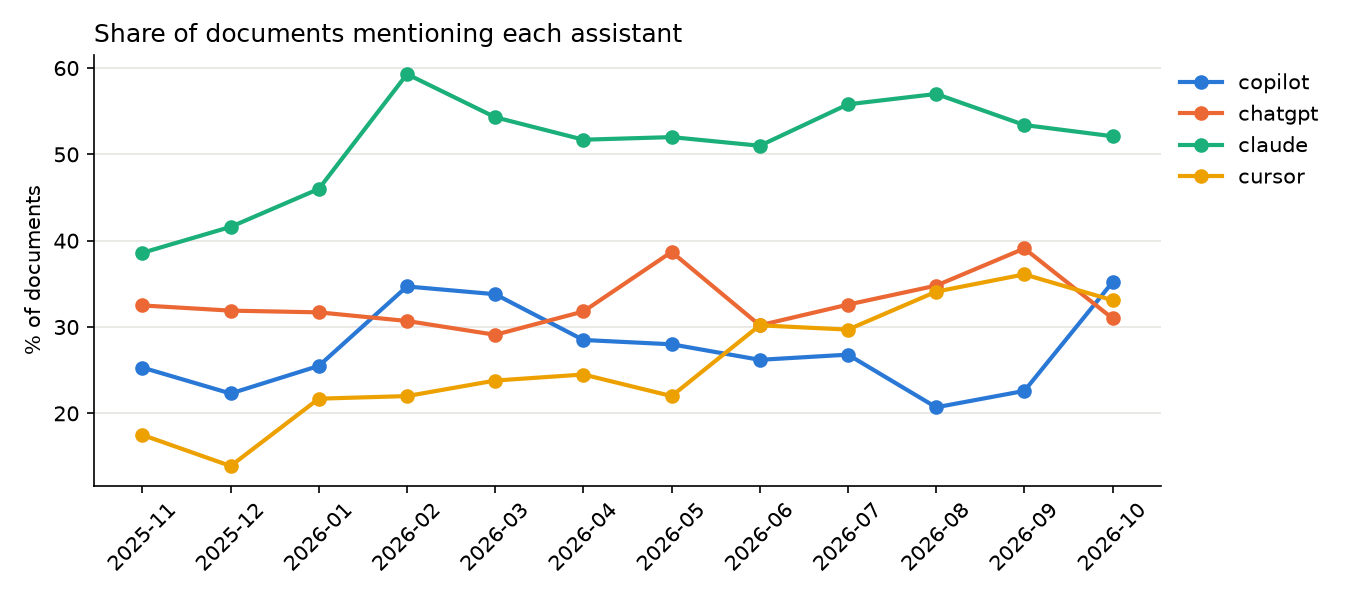 Share of documents mentioning each assistant
% of documents
60
50
40
30
20
2025-11
2025-12
2026-01
2026-02
2026-03
2026-04
2026-05
2026-06
2026-07
2026-08
2026-09
2026-10
copilot
chatgpt
claude
cursor